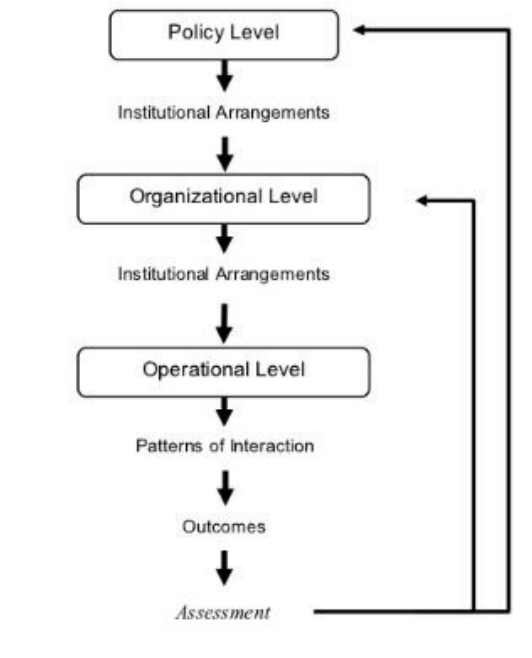 Policy Level
Institutional Arrangements
Organizational Level
Institutional Arrangements
Operational Level
Patterns of Interaction
Outcomes
Assessment